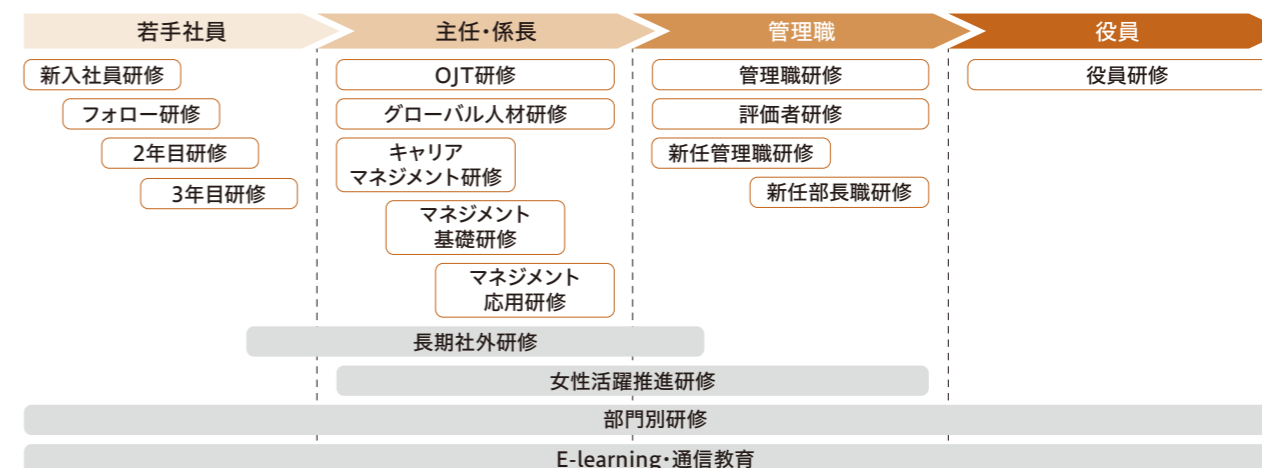 若手社員
主任・係長
管理職
役員
新入社員研修
フォロー研修
2年目研修
3年目研修
OJT研修
グローバル人材研修
キャリア
マネジメント研修
マネジメント
基礎研修
マネジメント
応用研修
管理職研修
評価者研修
新任管理職研修
新任部長職研修
役員研修
長期社外研修
女性活躍推進研修
部門別研修
E-learning・通信教育